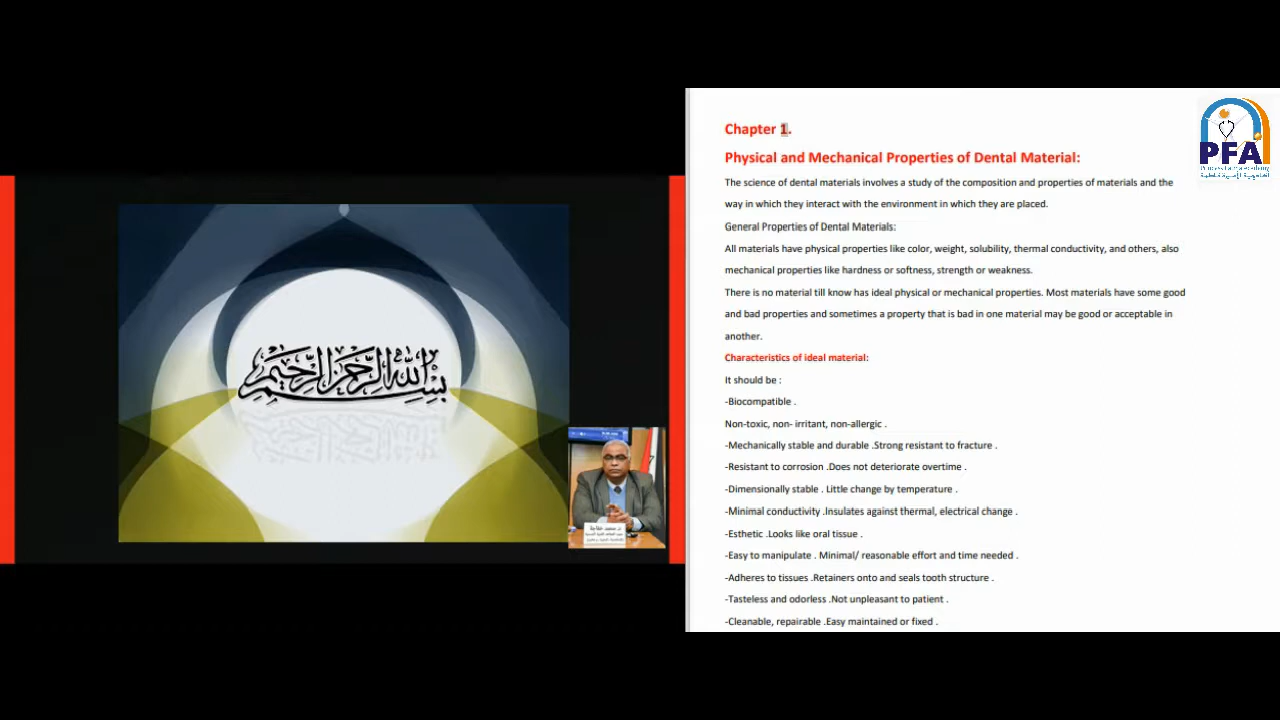 بسم الله الرحمن الرحيم
Chapter 1.
Physical and Mechanical Properties of Dental Material:
The science of dental materials involves a study of the composition and properties of materials and the
way in which they interact with the environment in which they are placed.
General Properties of Dental Materials:
All materials have physical properties like color, weight, solubility, thermal conductivity, and others, also
mechanical properties like hardness or softness, strength or weakness.
There is no material till know has ideal physical or mechanical properties. Most materials have some good
and bad properties and sometimes a property that is bad in one material may be good or acceptable in
another.
Characteristics of ideal material:
It should be :
-Biocompatible .
Non-toxic, non- irritant, non-allergic .
-Mechanically stable and durable .Strong resistant to fracture .
-Resistant to corrosion .Does not deteriorate overtime .
-Dimensionally stable . Little change by temperature .
-Minimal conductivity .Insulates against thermal, electrical change .
-Esthetic .Looks like oral tissue .
-Easy to manipulate . Minimal/ reasonable effort and time needed .
-Adheres to tissues .Retainers onto and seals tooth structure .
-Tasteless and odorless .Not unpleasant to patient .
-Cleanable, repairable .Easy maintained or fixed .
PFA